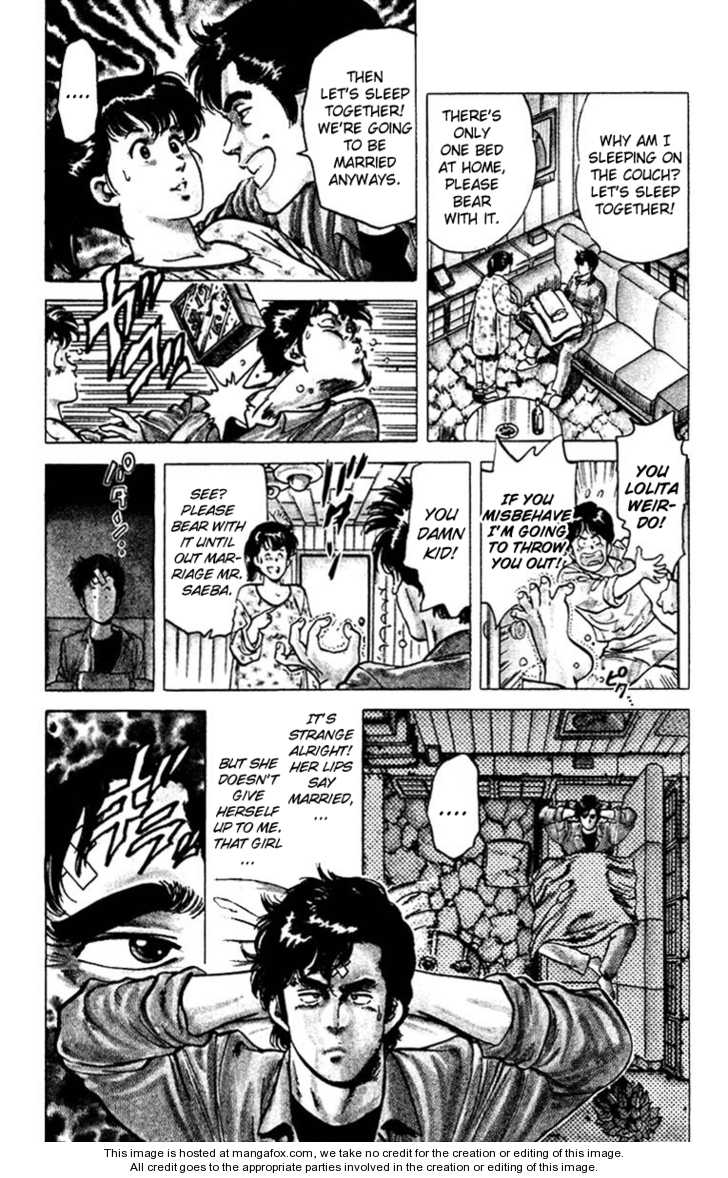 WHY AM I
SLEEPING ON
THE COUCH?
LET'S SLEEP
TOGETHER!
THERE'S
ONLY
ONE BED
AT HOME,
PLEASE
BEAR
WITH IT.
THEN
LET'S SLEEP
TOGETHER!
WE'RE GOING
TO BE
MARRIED
ANYWAYS.
....
YOU
LOLITA
WEIR-
DO!
IF YOU
MISBEHAVE
I'M GOING
TO THROW
YOU OUT!
ピク
YOU
DAMN
KID!
SEE?
PLEASE
BEAR WITH
IT UNTIL
OUT MAR-
RIAGE MR.
SAEBA.
....
IT'S
STRANGE
ALRIGHT!
HER LIPS
SAY
MARRIED,
...
BUT SHE
DOESN'T
GIVE
HERSELF
UP TO ME.
THAT GIRL
...
This image is hosted at mangafox.com, we take no credit for the creation or editing of this image.
All credit goes to the appropriate parties involved in the creation or editing of this image.